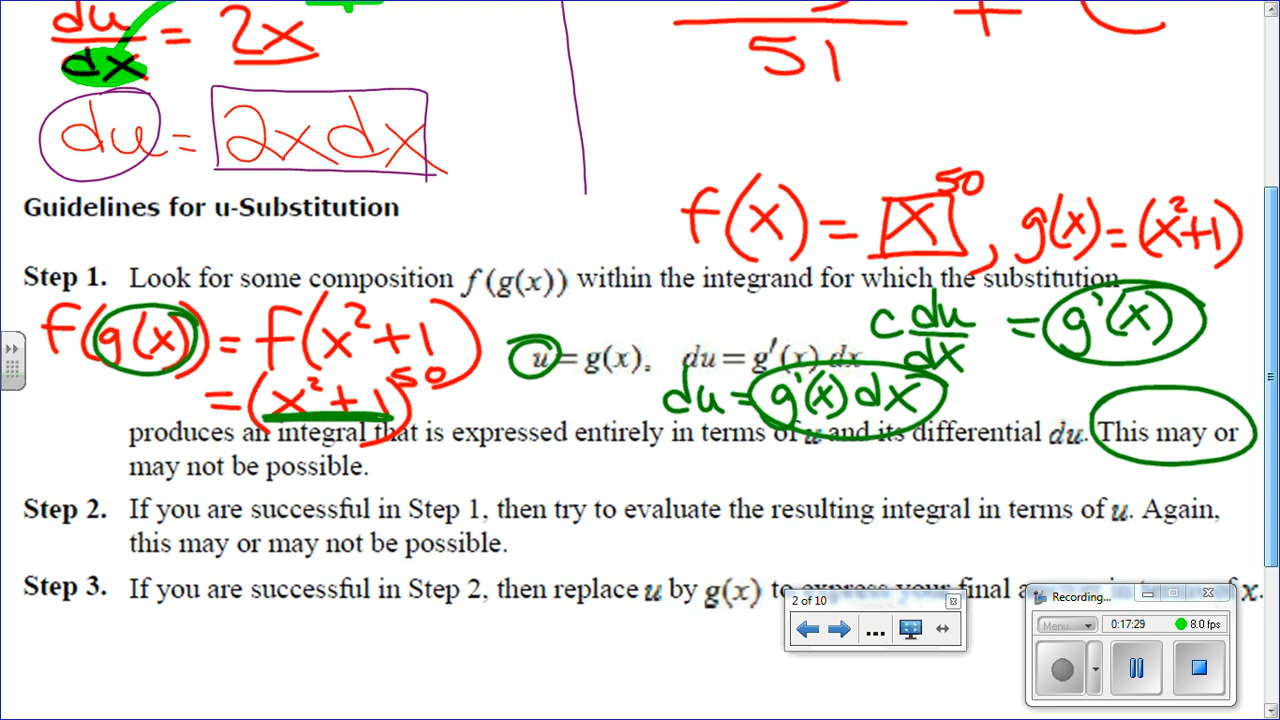 du/dx = 2x
51 + C
du = 2xdx
Guidelines for u-Substitution
f(x) = x^50, g(x) = (x²+1)
Step 1. Look for some composition f(g(x)) within the integrand for which the substitution
f(g(x)) = f(x²+1)
c du/dx = g'(x)
u = g(x), du = g′(x) dx
= (x²+1)^50
du = g'(x)dx
produces an integral that is expressed entirely in terms of u and its differential du. This may or
may not be possible.
Step 2. If you are successful in Step 1, then try to evaluate the resulting integral in terms of u. Again,
this may or may not be possible.
Step 3. If you are successful in Step 2, then replace u by g(x) to express your final in of x.
2 of 10
Recording...
Menu
0:17:29
8.0 fps